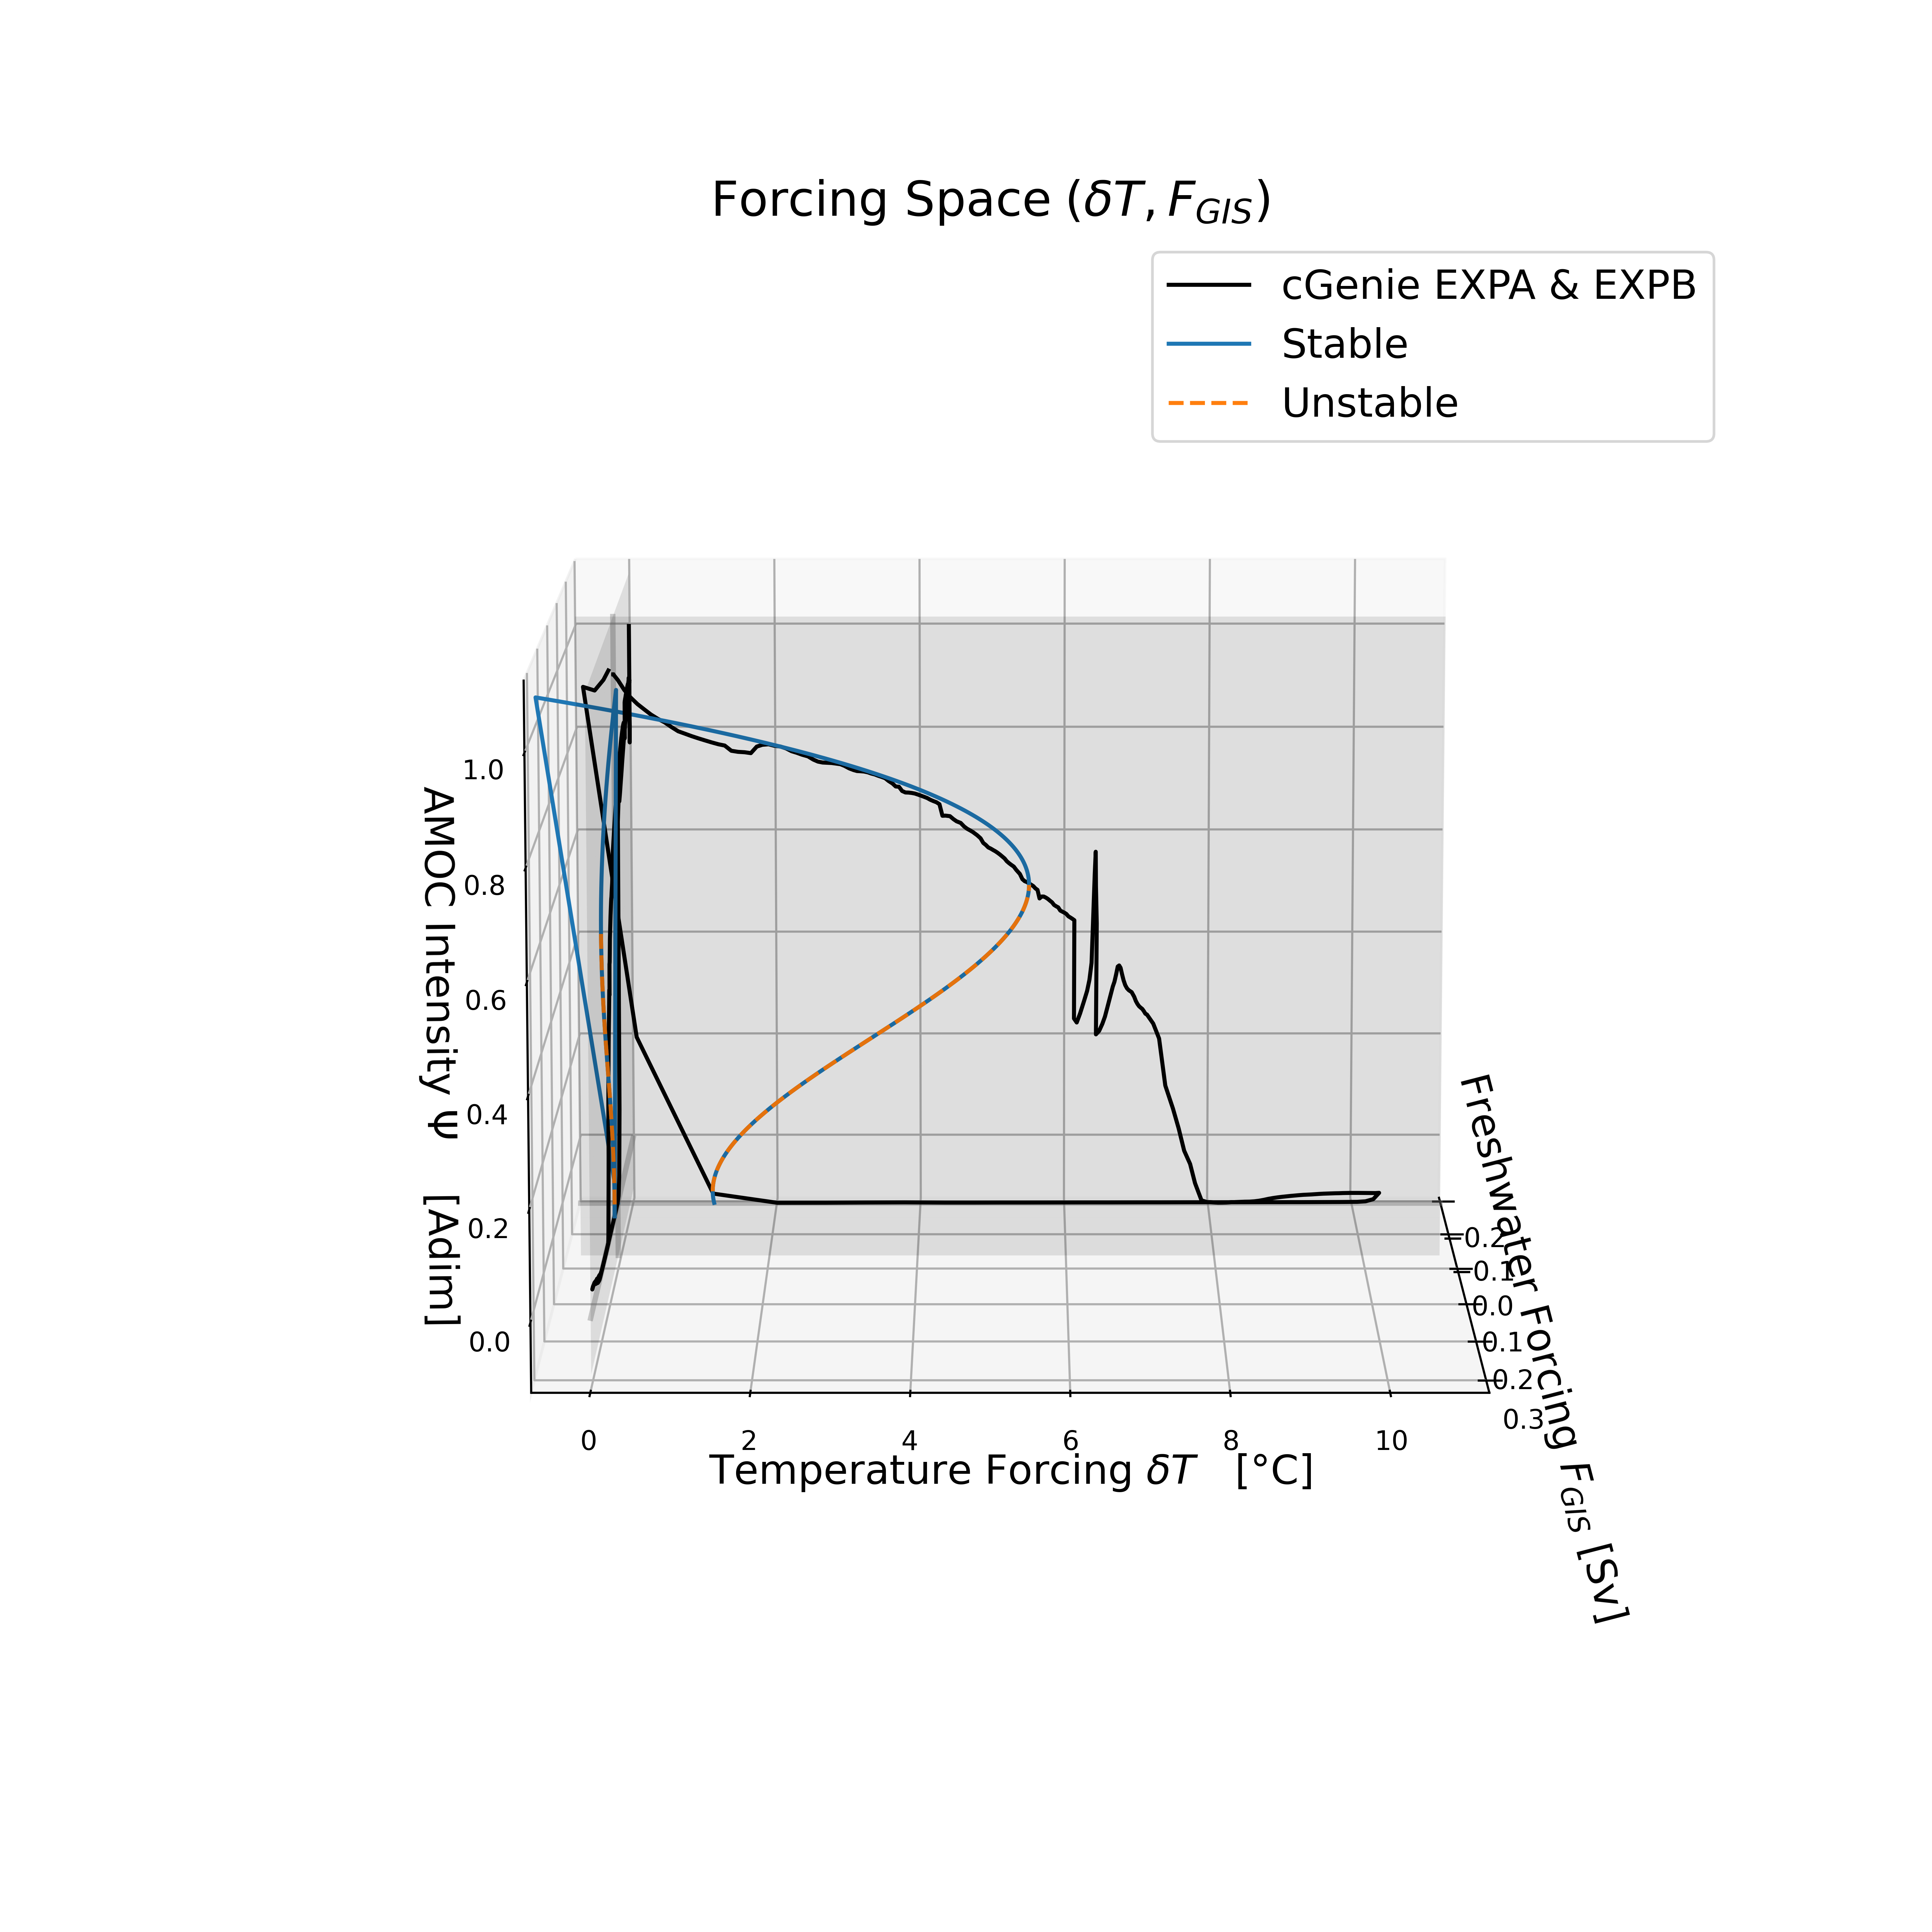 Forcing Space (δT, F_GIS)
cGenie EXPA & EXPB
Stable
Unstable
AMOC Intensity Ψ [Adim]
1.0
0.8
0.6
0.4
0.2
0.0
0
2
4
6
8
10
Temperature Forcing δT [°C]
0.2
0.1
0.0
0.1
0.2
0.3
Freshwater Forcing F_GIS [Sv]